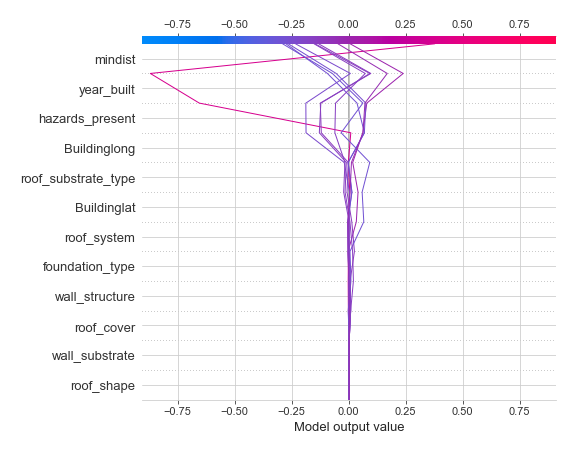 −0.75 −0.50 −0.25 0.00 0.25 0.50 0.75
mindist
year_built
hazards_present
Buildinglong
roof_substrate_type
Buildinglat
roof_system
foundation_type
wall_structure
roof_cover
wall_substrate
roof_shape
−0.75 −0.50 −0.25 0.00 0.25 0.50 0.75
Model output value